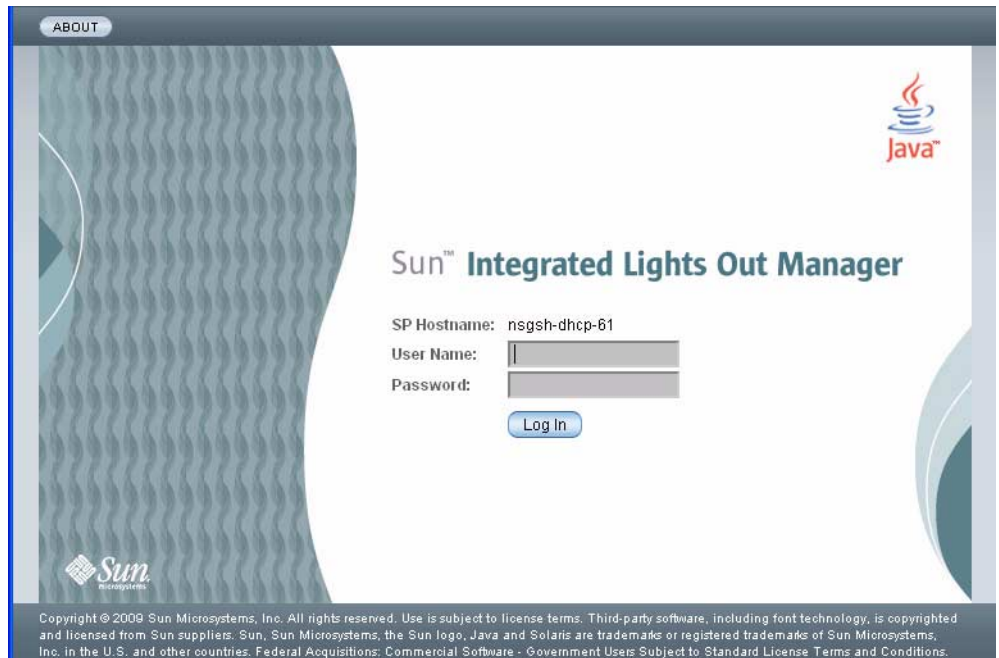 ABOUT
Java™
Sun™ Integrated Lights Out Manager
SP Hostname: nsgsh-dhcp-61
User Name:
Password:
Log In
Sun
microsystems
Copyright © 2009 Sun Microsystems, Inc. All rights reserved. Use is subject to license terms. Third-party software, including font technology, is copyrighted
and licensed from Sun suppliers. Sun, Sun Microsystems, the Sun logo, Java and Solaris are trademarks or registered trademarks of Sun Microsystems,
Inc. in the U.S. and other countries. Federal Acquisitions: Commercial Software - Government Users Subject to Standard License Terms and Conditions.